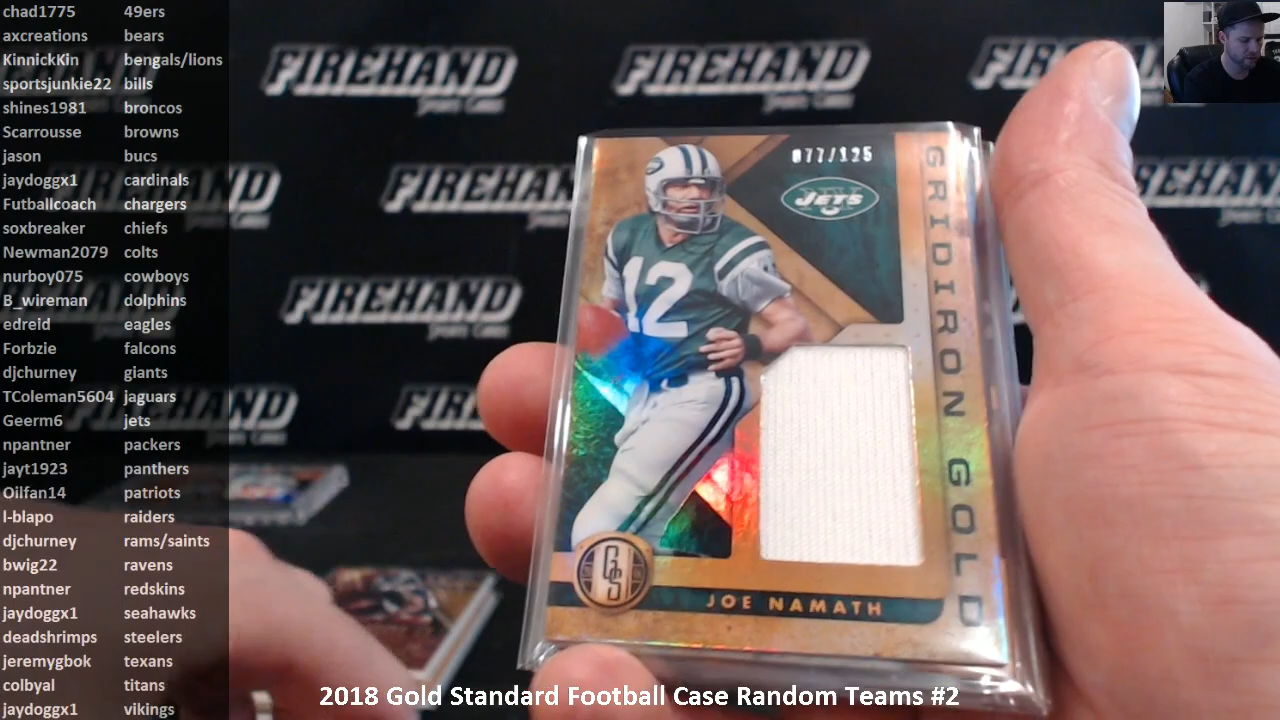 chad1775 49ers
axcreations bears
KinnickKin bengals/lions
sportsjunkie22 bills
shines1981 broncos
Scarrousse browns
jason bucs
jaydoggx1 cardinals
Futballcoach chargers
soxbreaker chiefs
Newman2079 colts
nurboy075 cowboys
B_wireman dolphins
edreid eagles
Forbzie falcons
djchurney giants
TColeman5604 jaguars
Geerm6 jets
npantner packers
jayt1923 panthers
Oilfan14 patriots
l-blapo raiders
djchurney rams/saints
bwig22 ravens
npantner redskins
jaydoggx1 seahawks
deadshrimps steelers
jeremygbok texans
colbyal titans
jaydoggx1 vikings
FIREHAND
FIREHAND
FIREHAND
FIREHAND
FIREHAND
FIREHAND
077/125
NY
JETS
12
GRIDIRON GOLD
GS
JOE NAMATH
2018 Gold Standard Football Case Random Teams #2